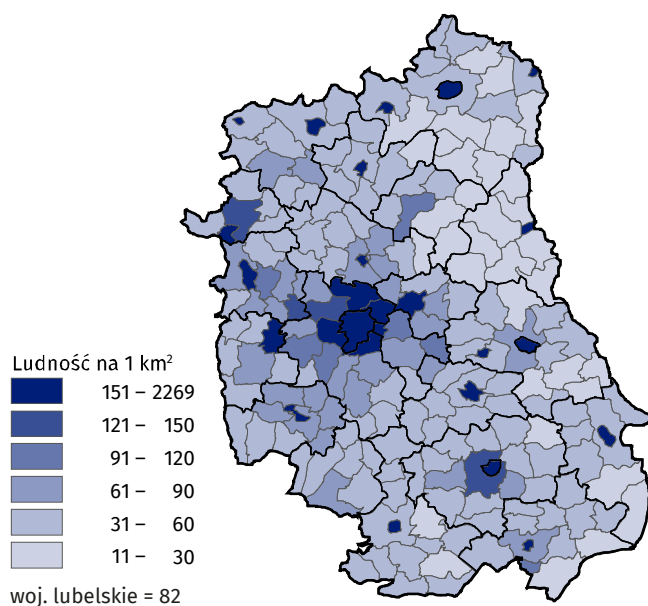 Ludność na 1 km²
151 – 2269
121 – 150
91 – 120
61 – 90
31 – 60
11 – 30
woj. lubelskie = 82